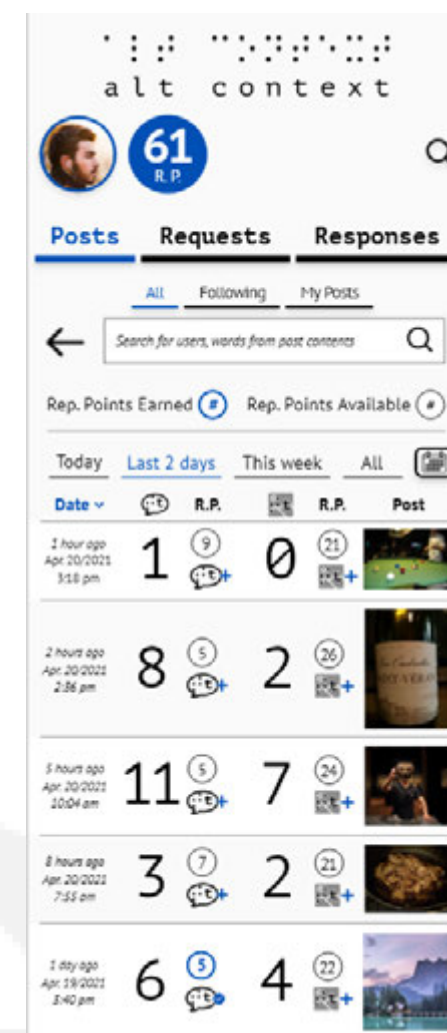 ⠁⠇⠞ ⠉⠕⠝⠞⠑⠭⠞
alt context
61
R.P.
Posts Requests Responses
All Following My Posts
Search for users, words from post contents
Rep. Points Earned # Rep. Points Available #
Today Last 2 days This week All
Date R.P. R.P. Post
1 hour ago
Apr. 20/2021
3:18 pm
1 9 0 21
2 hours ago
Apr. 20/2021
2:36 pm
8 5 2 26
5 hours ago
Apr. 20/2021
10:04 am
11 5 7 24
8 hours ago
Apr. 20/2021
7:55 am
3 7 2 21
1 day ago
Apr. 19/2021
3:40 pm
6 5 4 22